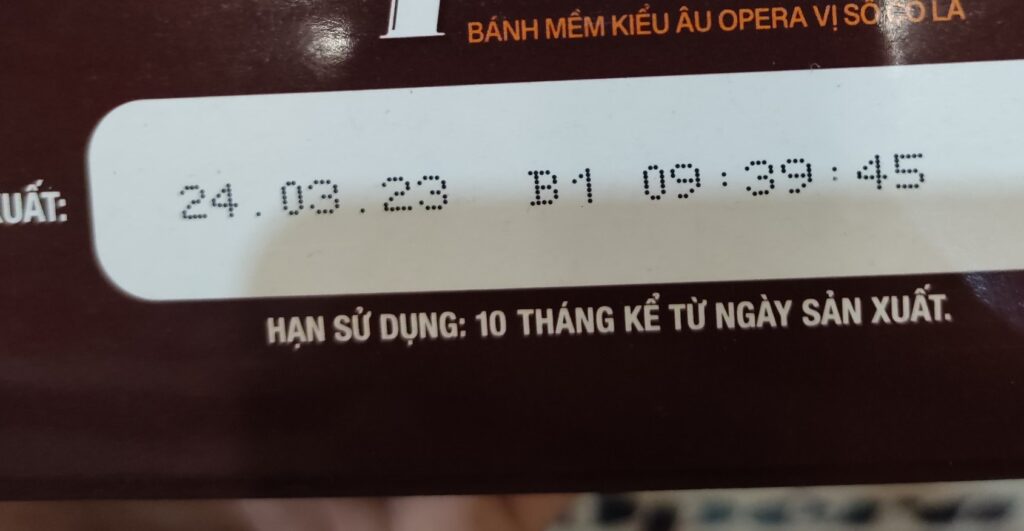 BÁNH MỀM KIỂU ÂU OPERA VỊ SÔ CÔ LA
XUẤT: 24.03.23 B1 09:39:45
HẠN SỬ DỤNG: 10 THÁNG KỂ TỪ NGÀY SẢN XUẤT.